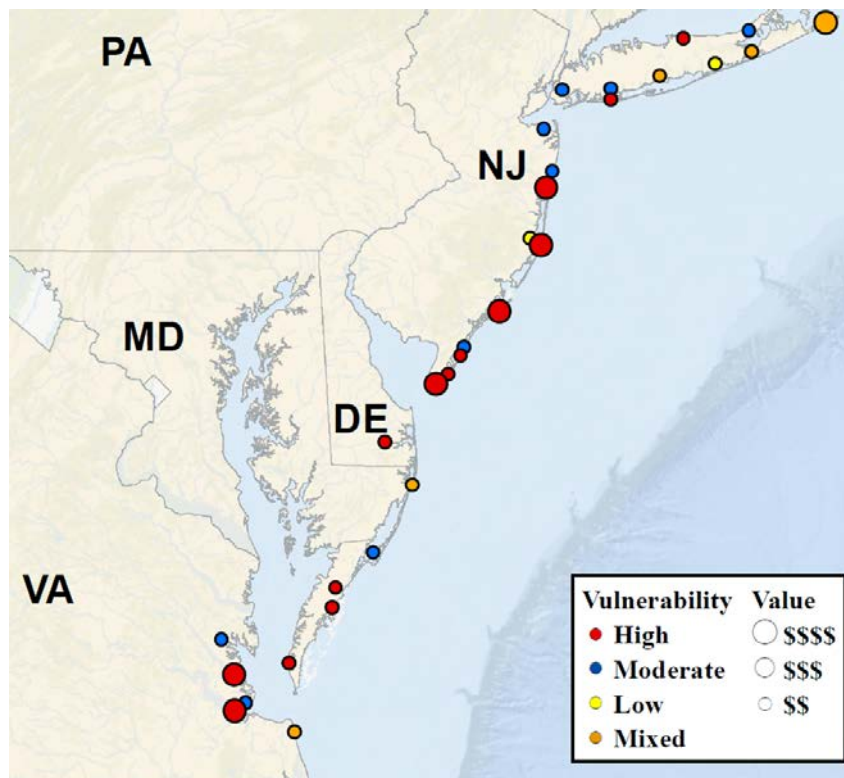 PA
NJ
MD
DE
VA
Vulnerability Value
High $$$$
Moderate $$$
Low $$
Mixed